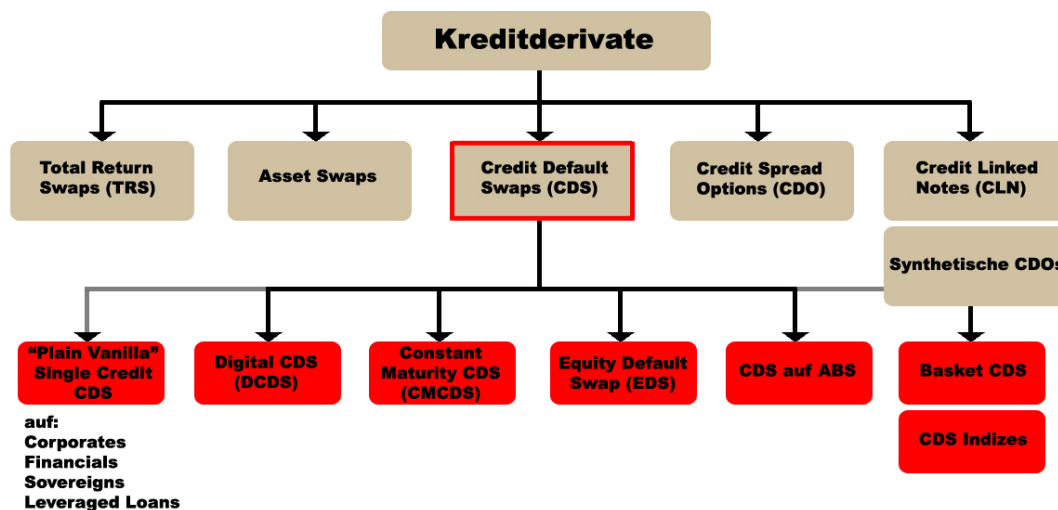 Kreditderivate
Total Return
Swaps (TRS)
Asset Swaps
Credit Default
Swaps (CDS)
Credit Spread
Options (CDO)
Credit Linked
Notes (CLN)
Synthetische CDOs
“Plain Vanilla”
Single Credit
CDS
Digital CDS
(DCDS)
Constant
Maturity CDS
(CMCDS)
Equity Default
Swap (EDS)
CDS auf ABS
Basket CDS
CDS Indizes
auf:
Corporates
Financials
Sovereigns
Leveraged Loans